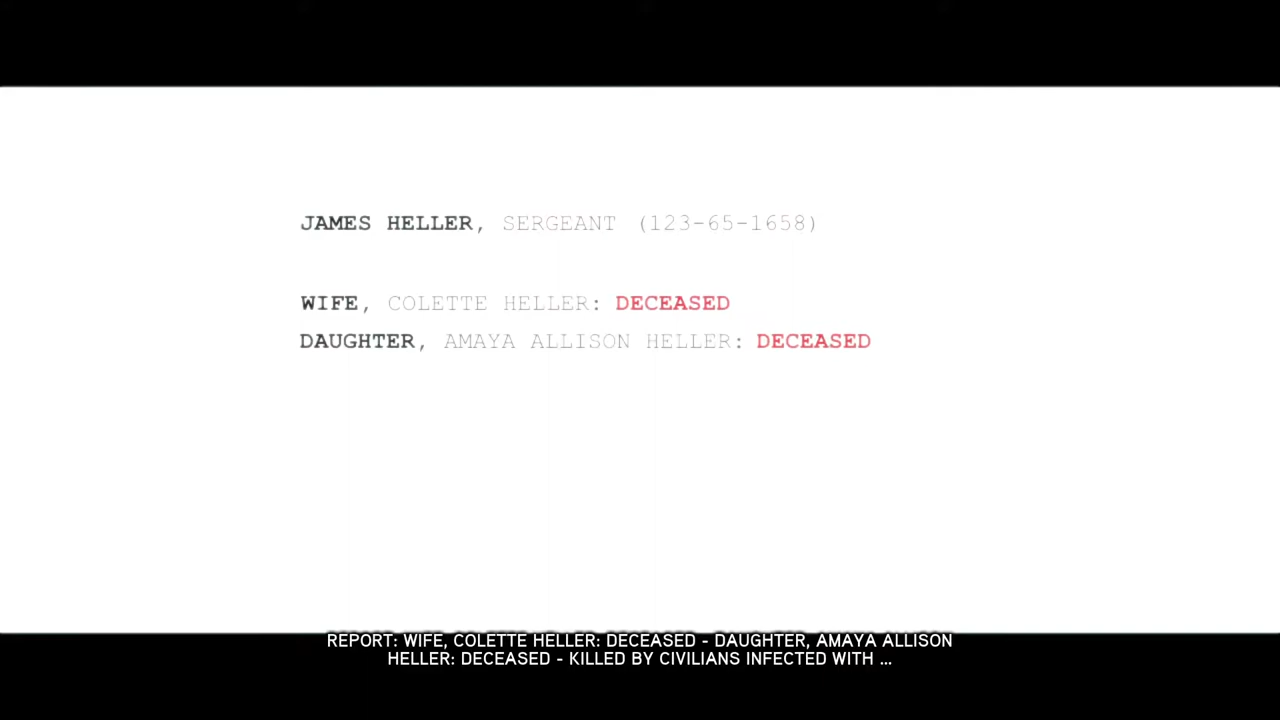 JAMES HELLER, SERGEANT (123-65-1658)
WIFE, COLETTE HELLER: DECEASED
DAUGHTER, AMAYA ALLISON HELLER: DECEASED
REPORT: WIFE, COLETTE HELLER: DECEASED - DAUGHTER, AMAYA ALLISON
HELLER: DECEASED - KILLED BY CIVILIANS INFECTED WITH ...